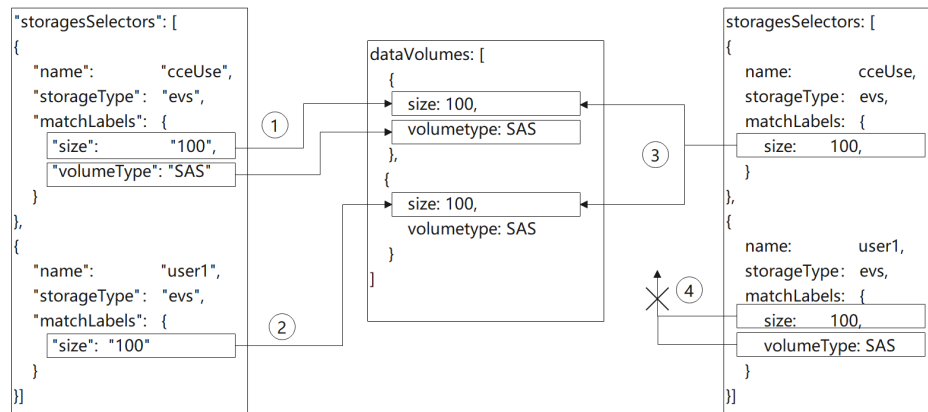 "storagesSelectors": [
{
"name": "cceUse",
"storageType": "evs",
"matchLabels": {
"size": "100",
"volumeType": "SAS"
}
},
{
"name": "user1",
"storageType": "evs",
"matchLabels": {
"size": "100"
}
}]
1
2
dataVolumes: [
{
size: 100,
volumetype: SAS
},
{
size: 100,
volumetype: SAS
}
]
3
4
storagesSelectors: [
{
name: cceUse,
storageType: evs,
matchLabels: {
size: 100,
}
},
{
name: user1,
storageType: evs,
matchLabels: {
size: 100,
volumeType: SAS
}
}]